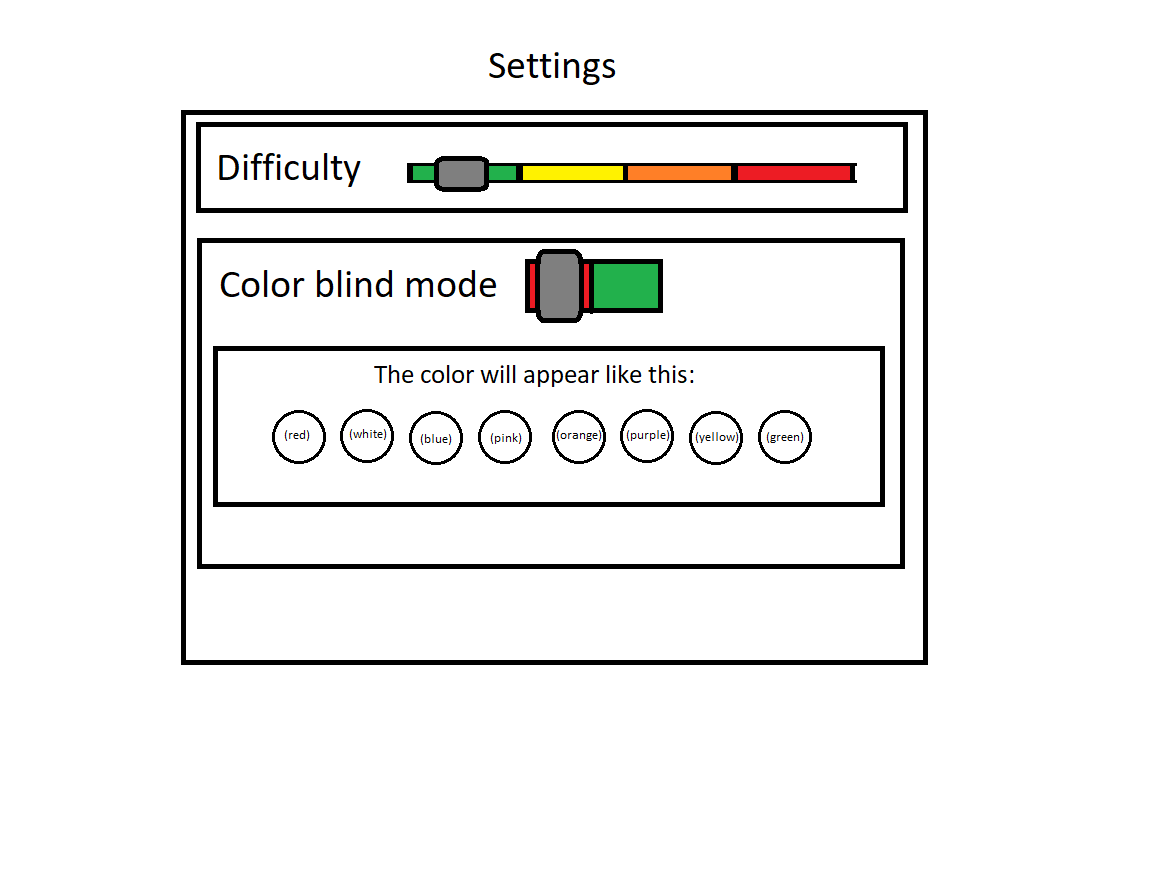 Settings
Difficulty
Color blind mode
The color will appear like this:
(red) (white) (blue) (pink) (orange) (purple) (yellow) (green)